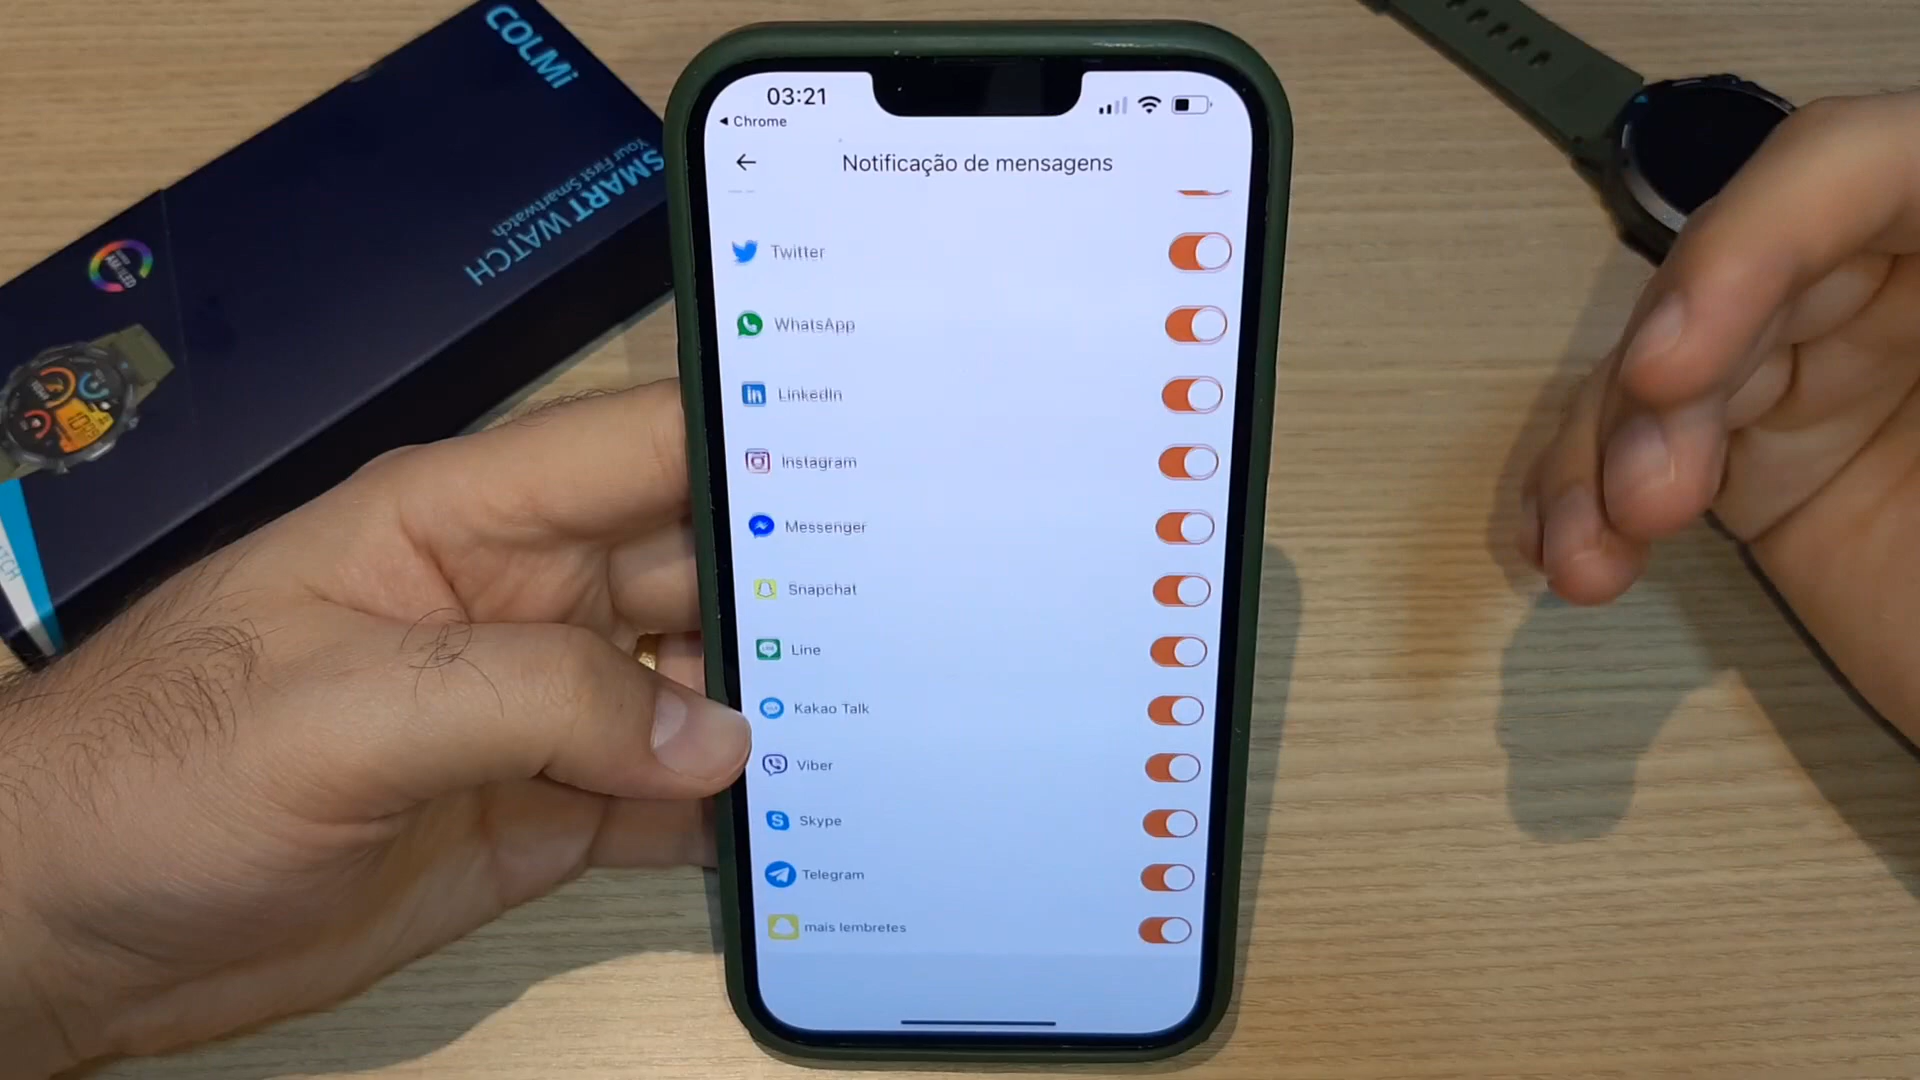 COLMi
SMART WATCH
Your First Smartwatch
AMOLED
03:21
Chrome
Notificação de mensagens
Twitter
WhatsApp
LinkedIn
Instagram
Messenger
Snapchat
Line
Kakao Talk
Viber
Skype
Telegram
mais lembretes